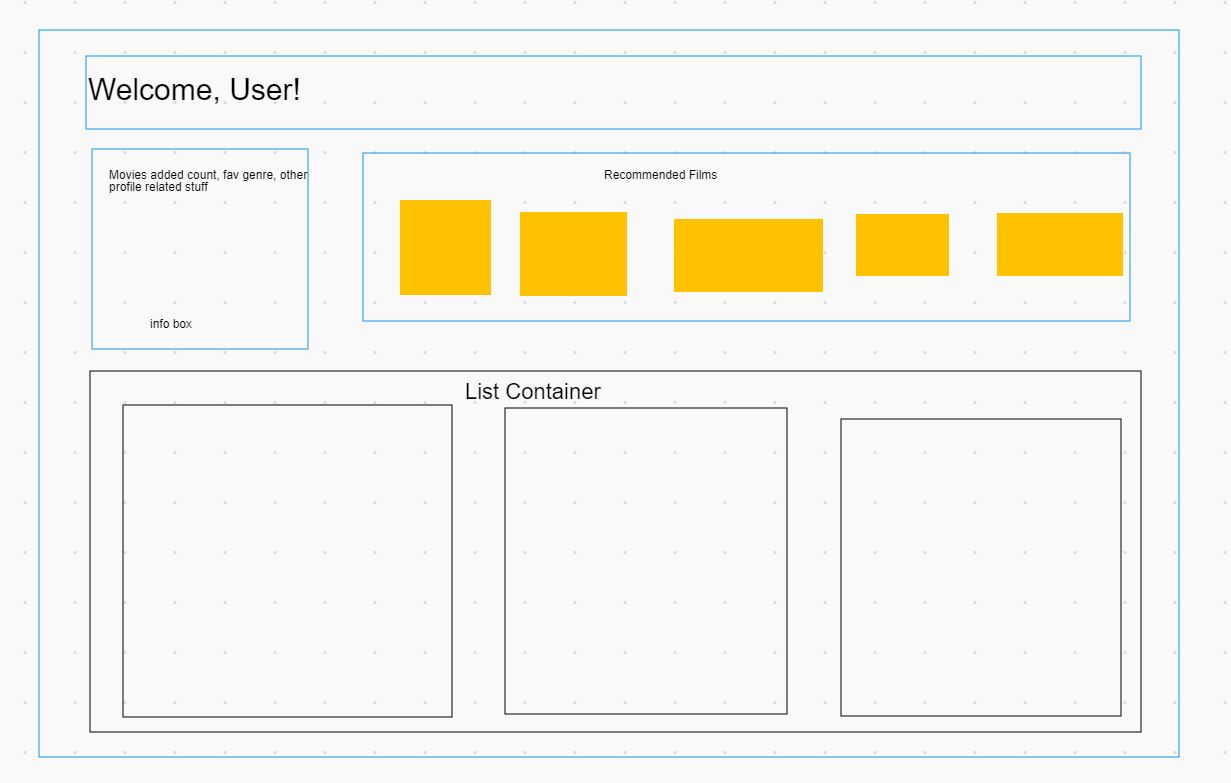 Welcome, User!
Movies added count, fav genre, other
profile related stuff
info box
Recommended Films
List Container